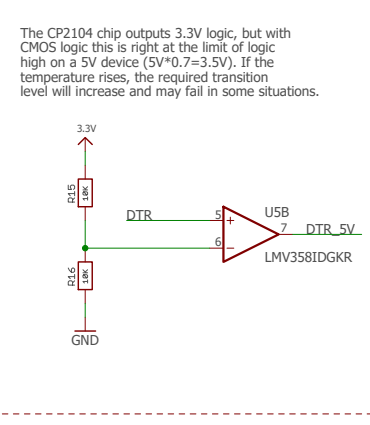 The CP2104 chip outputs 3.3V logic, but with
CMOS logic this is right at the limit of logic
high on a 5V device (5V*0.7=3.5V). If the
temperature rises, the required transition
level will increase and may fail in some situations.
3.3V
R15
10K
DTR
5
+
U5B
7
DTR_5V
6
−
LMV358IDGKR
R16
10K
GND